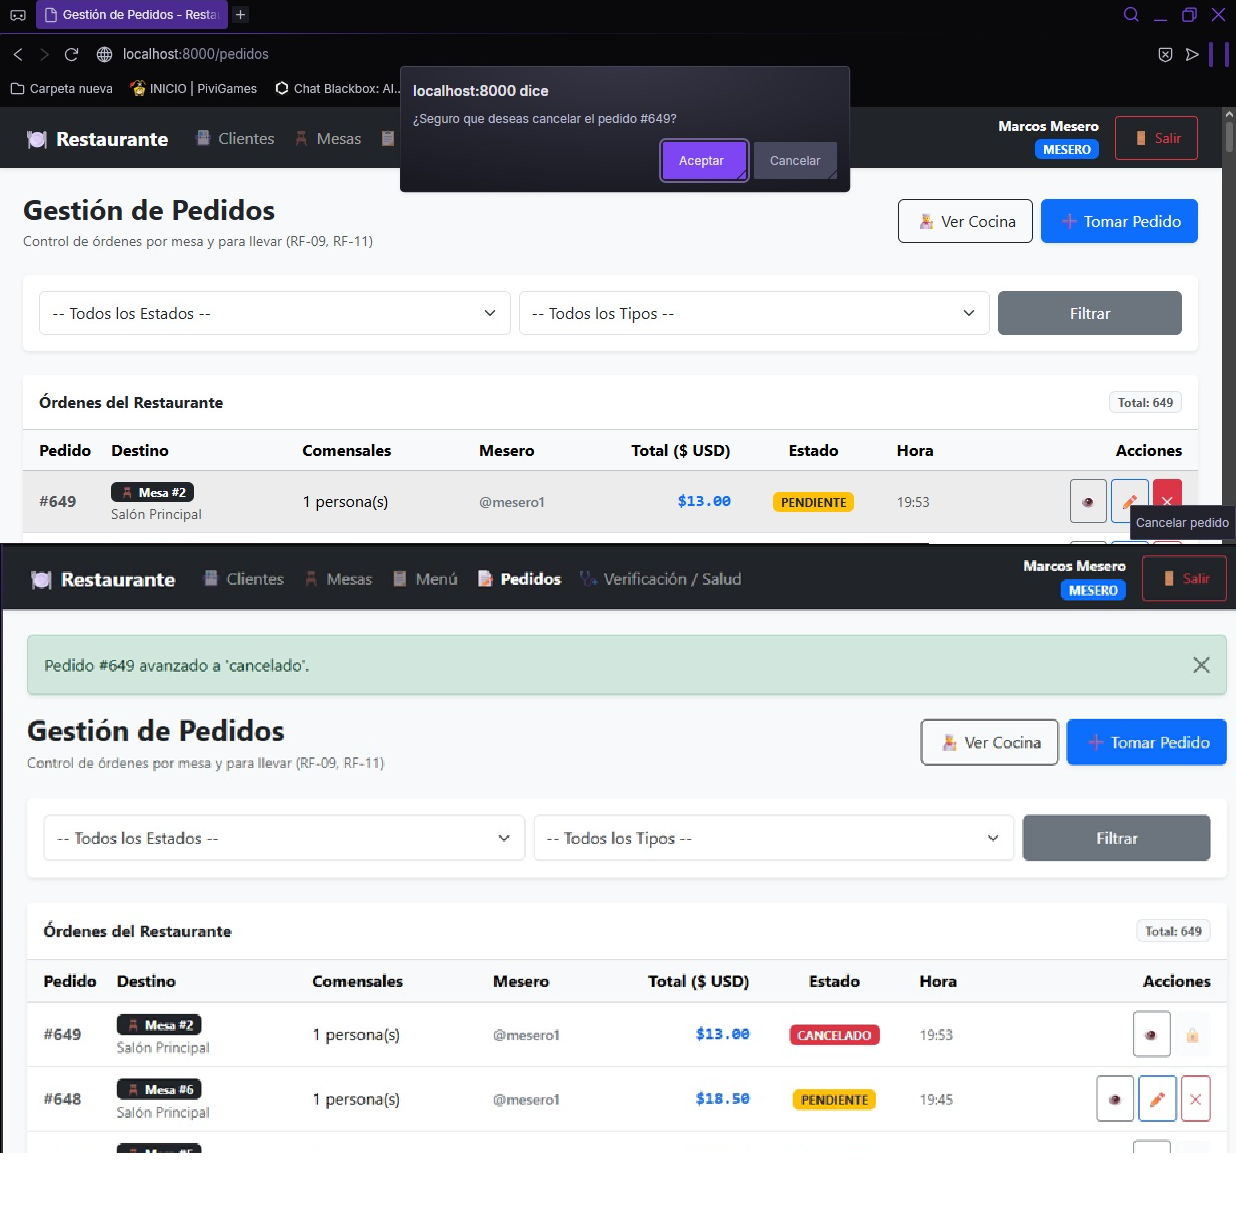 Gestión de Pedidos - Resta
localhost:8000/pedidos
Carpeta nueva
INICIO | PiviGames
Chat Blackbox: AI...
localhost:8000 dice
¿Seguro que deseas cancelar el pedido #649?
Aceptar
Cancelar
Restaurante
Clientes
Mesas
Marcos Mesero
MESERO
Salir
Gestión de Pedidos
Control de órdenes por mesa y para llevar (RF-09, RF-11)
Ver Cocina
Tomar Pedido
-- Todos los Estados --
-- Todos los Tipos --
Filtrar
Órdenes del Restaurante
Total: 649
Pedido Destino Comensales Mesero Total ($ USD) Estado Hora Acciones
#649 Mesa #2 1 persona(s) @mesero1 $13.00 PENDIENTE 19:53
Salón Principal
Cancelar pedido
Restaurante
Clientes
Mesas
Menú
Pedidos
Verificación / Salud
Marcos Mesero
MESERO
Salir
Pedido #649 avanzado a 'cancelado'.
Gestión de Pedidos
Control de órdenes por mesa y para llevar (RF-09, RF-11)
Ver Cocina
Tomar Pedido
-- Todos los Estados --
-- Todos los Tipos --
Filtrar
Órdenes del Restaurante
Total: 649
Pedido Destino Comensales Mesero Total ($ USD) Estado Hora Acciones
#649 Mesa #2 1 persona(s) @mesero1 $13.00 CANCELADO 19:53
Salón Principal
#648 Mesa #6 1 persona(s) @mesero1 $18.50 PENDIENTE 19:45
Salón Principal